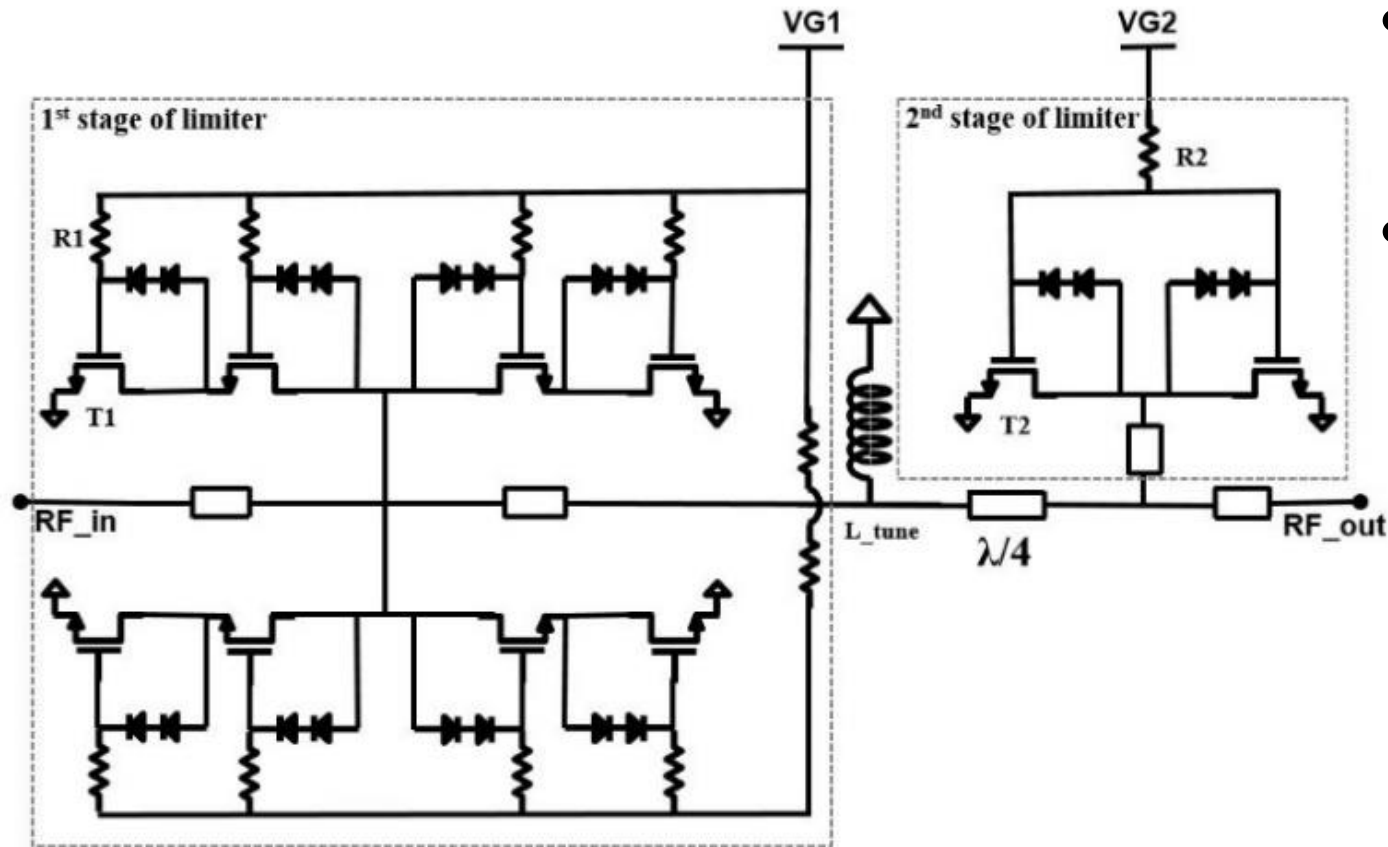 VG1
VG2
1st stage of limiter
2nd stage of limiter
R2
R1
T1
T2
RF_in
L_tune
λ/4
RF_out